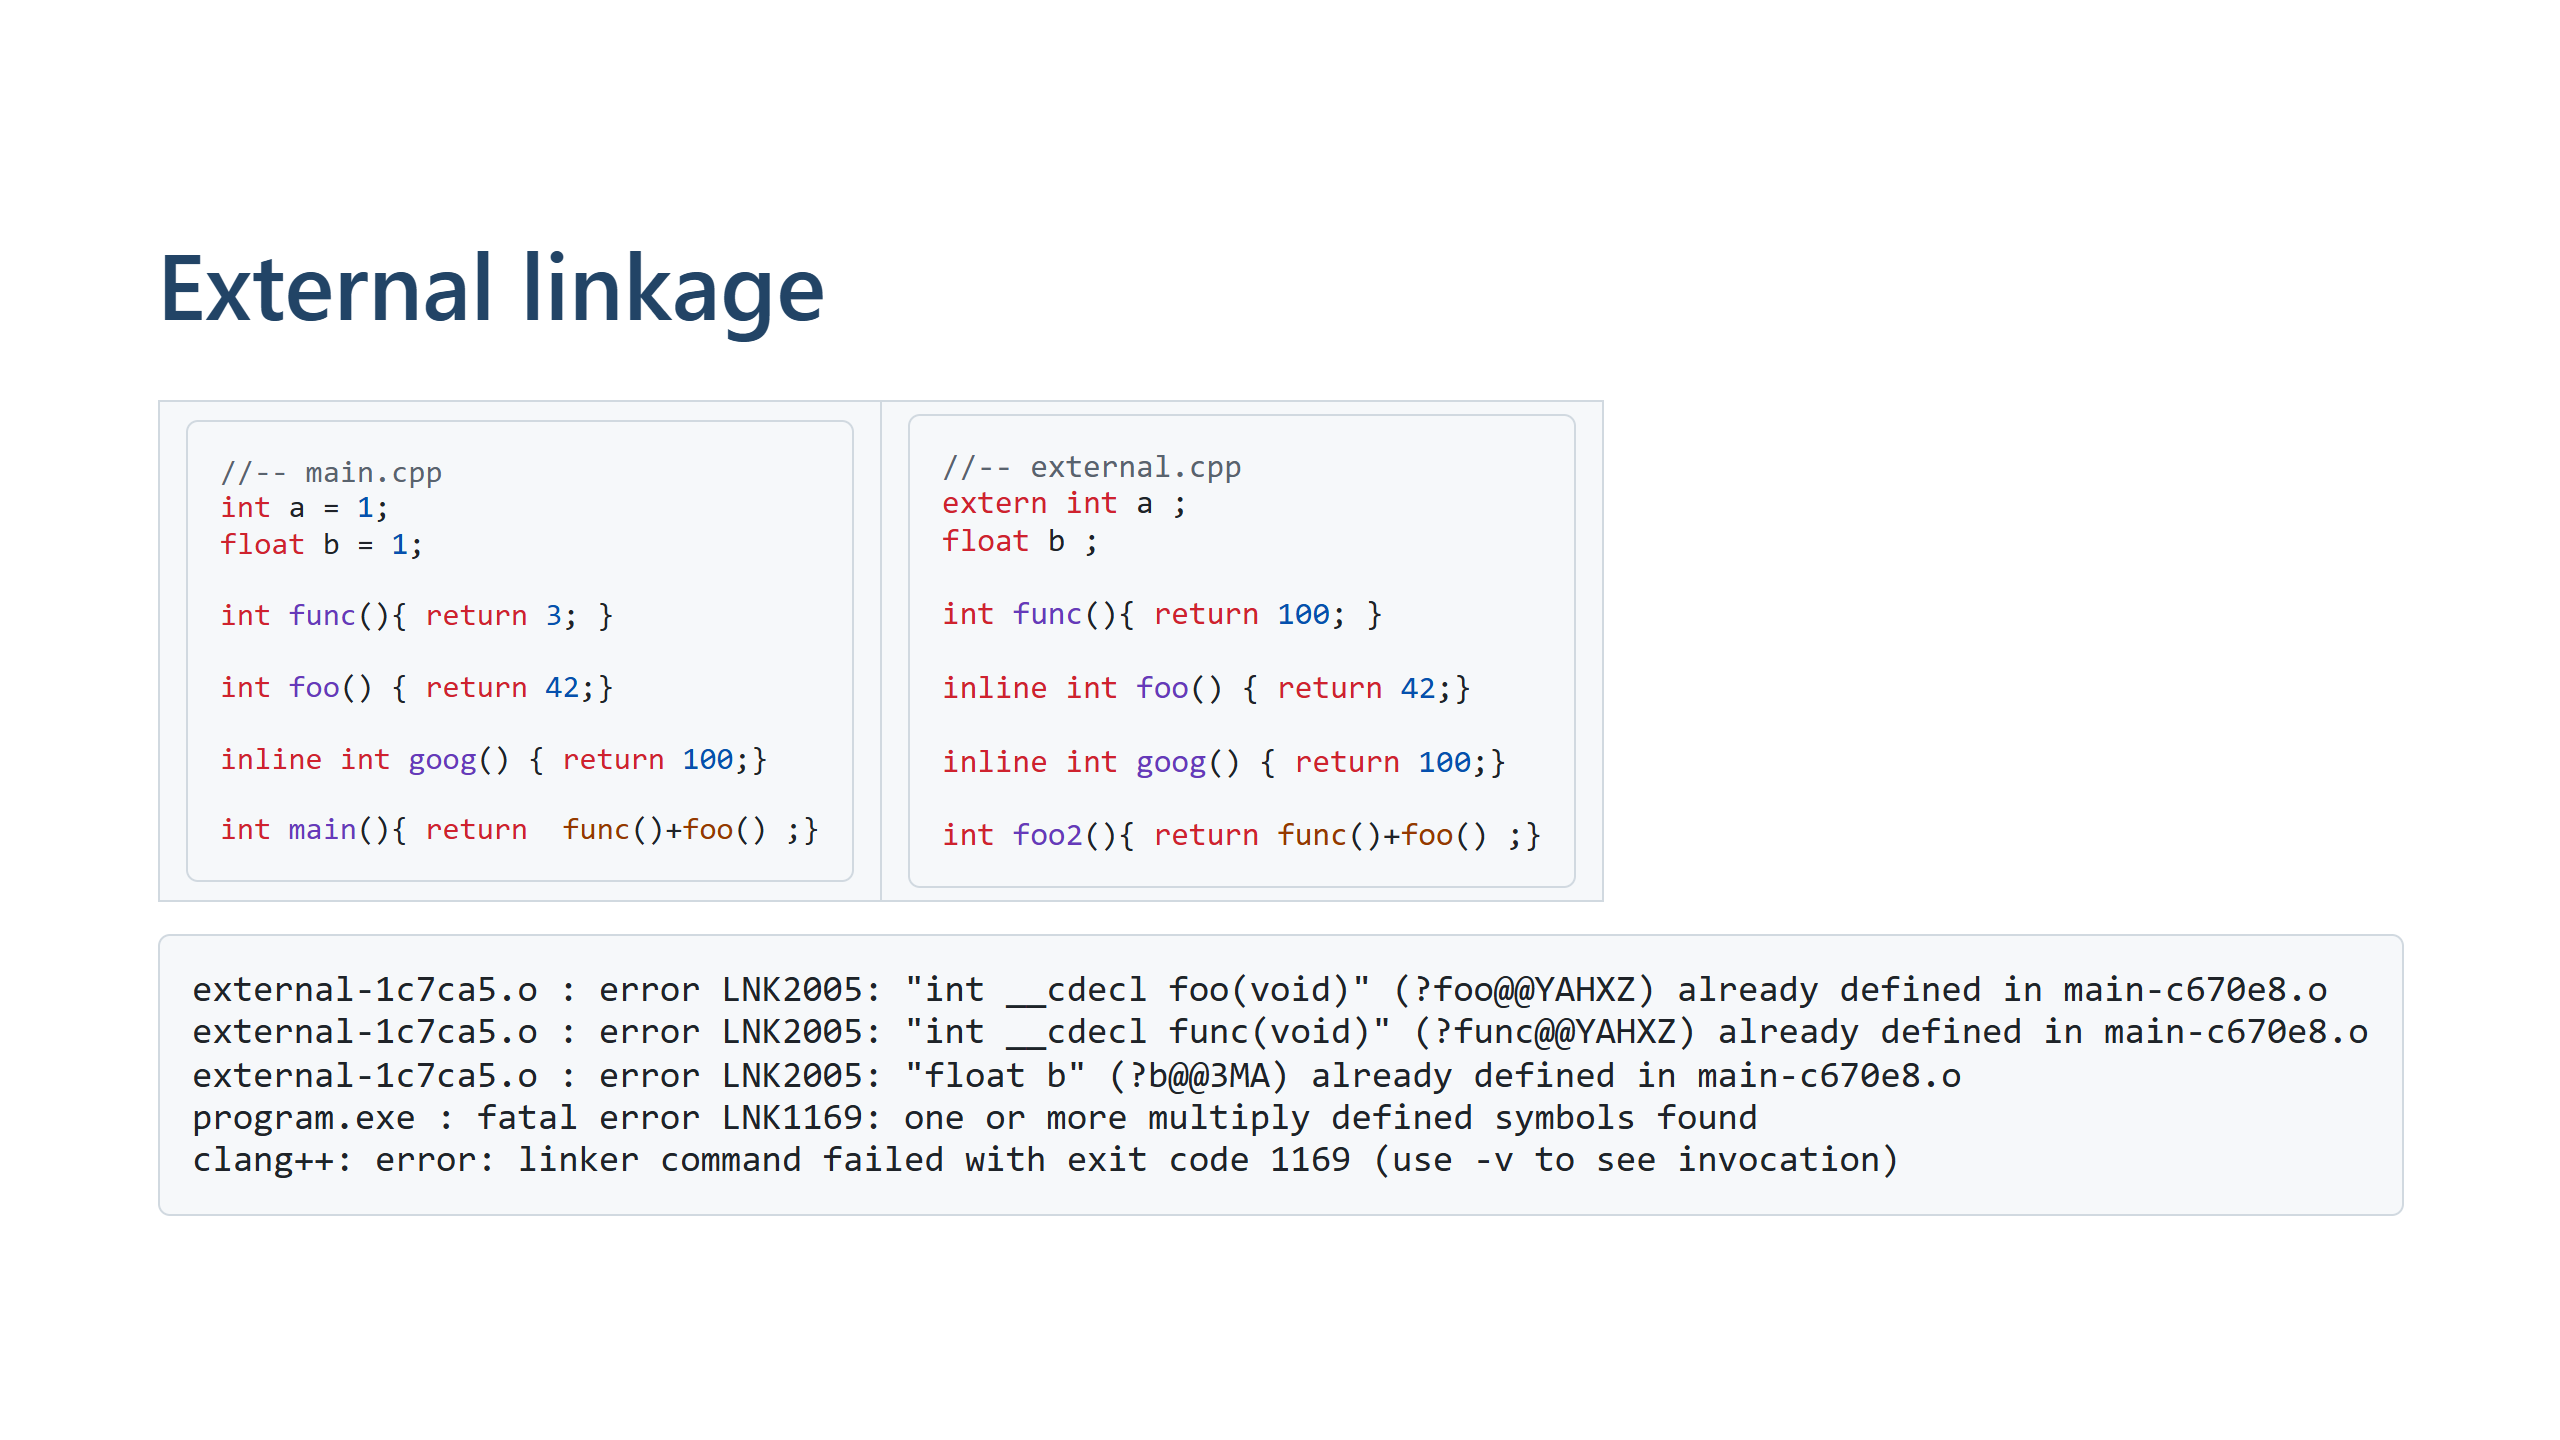 External linkage
//-- main.cpp
int a = 1;
float b = 1;
int func(){ return 3; }
int foo() { return 42;}
inline int goog() { return 100;}
int main(){ return  func()+foo() ;}
//-- external.cpp
extern int a ;
float b ;
int func(){ return 100; }
inline int foo() { return 42;}
inline int goog() { return 100;}
int foo2(){ return func()+foo() ;}
external-1c7ca5.o : error LNK2005: "int __cdecl foo(void)" (?foo@@YAHXZ) already defined in main-c670e8.o
external-1c7ca5.o : error LNK2005: "int __cdecl func(void)" (?func@@YAHXZ) already defined in main-c670e8.o
external-1c7ca5.o : error LNK2005: "float b" (?b@@3MA) already defined in main-c670e8.o
program.exe : fatal error LNK1169: one or more multiply defined symbols found
clang++: error: linker command failed with exit code 1169 (use -v to see invocation)